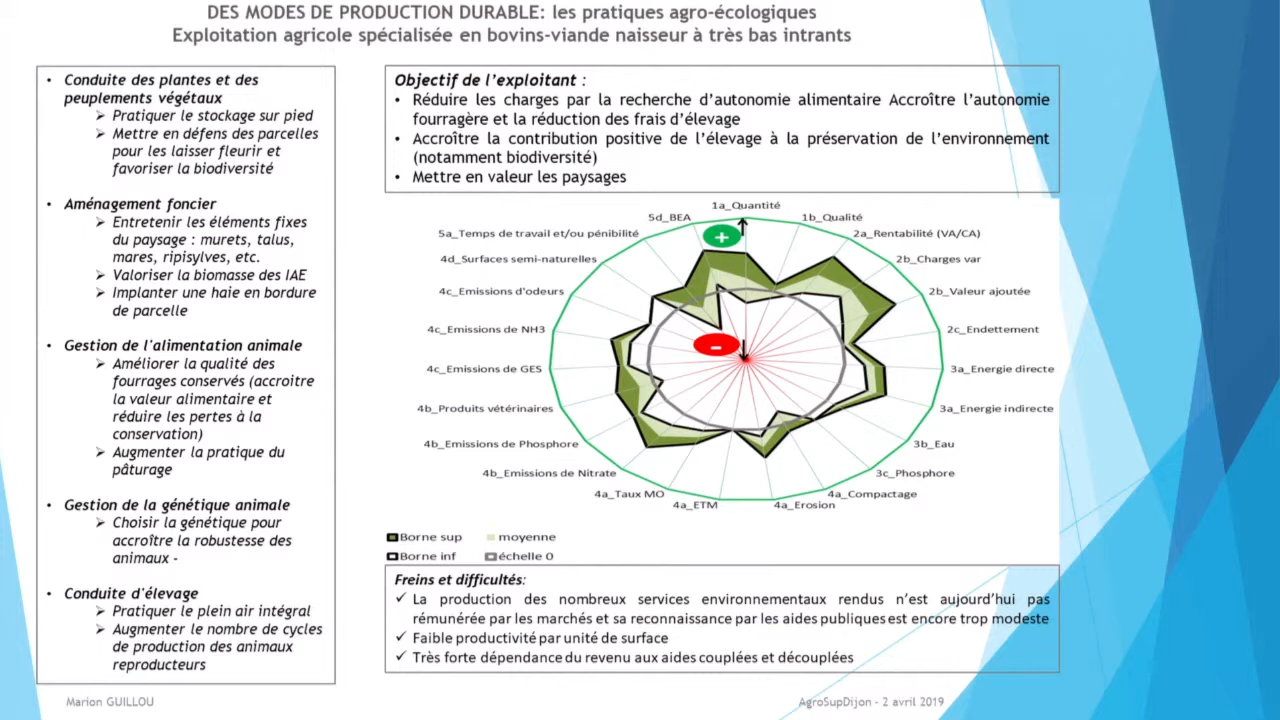 DES MODES DE PRODUCTION DURABLE: les pratiques agro-écologiques
Exploitation agricole spécialisée en bovins-viande naisseur à très bas intrants
• Conduite des plantes et des
peuplements végétaux
➢ Pratiquer le stockage sur pied
➢ Mettre en défens des parcelles
pour les laisser fleurir et
favoriser la biodiversité
• Aménagement foncier
➢ Entretenir les éléments fixes
du paysage : murets, talus,
mares, ripisylves, etc.
➢ Valoriser la biomasse des IAE
➢ Implanter une haie en bordure
de parcelle
• Gestion de l'alimentation animale
➢ Améliorer la qualité des
fourrages conservés (accroitre
la valeur alimentaire et
réduire les pertes à la
conservation)
➢ Augmenter la pratique du
pâturage
• Gestion de la génétique animale
➢ Choisir la génétique pour
accroître la robustesse des
animaux -
• Conduite d'élevage
➢ Pratiquer le plein air intégral
➢ Augmenter le nombre de cycles
de production des animaux
reproducteurs
Objectif de l'exploitant :
• Réduire les charges par la recherche d'autonomie alimentaire Accroître l'autonomie
fourragère et la réduction des frais d'élevage
• Accroître la contribution positive de l'élevage à la préservation de l'environnement
(notamment biodiversité)
• Mettre en valeur les paysages
1a_Quantité
1b_Qualité
2a_Rentabilité (VA/CA)
2b_Charges var
2b_Valeur ajoutée
2c_Endettement
3a_Energie directe
3a_Energie indirecte
3b_Eau
3c_Phosphore
4a_Compactage
4a_Erosion
4a_ETM
4a_Taux MO
4b_Emissions de Nitrate
4b_Emissions de Phosphore
4b_Produits vétérinaires
4c_Emissions de GES
4c_Emissions de NH3
4c_Emissions d'odeurs
4d_Surfaces semi-naturelles
5a_Temps de travail et/ou pénibilité
5d_BEA
+
-
Borne sup
moyenne
Borne inf
échelle 0
Freins et difficultés:
✓ La production des nombreux services environnementaux rendus n'est aujourd'hui pas
rémunérée par les marchés et sa reconnaissance par les aides publiques est encore trop modeste
✓ Faible productivité par unité de surface
✓ Très forte dépendance du revenu aux aides couplées et découplées
Marion GUILLOU
AgroSupDijon - 2 avril 2019